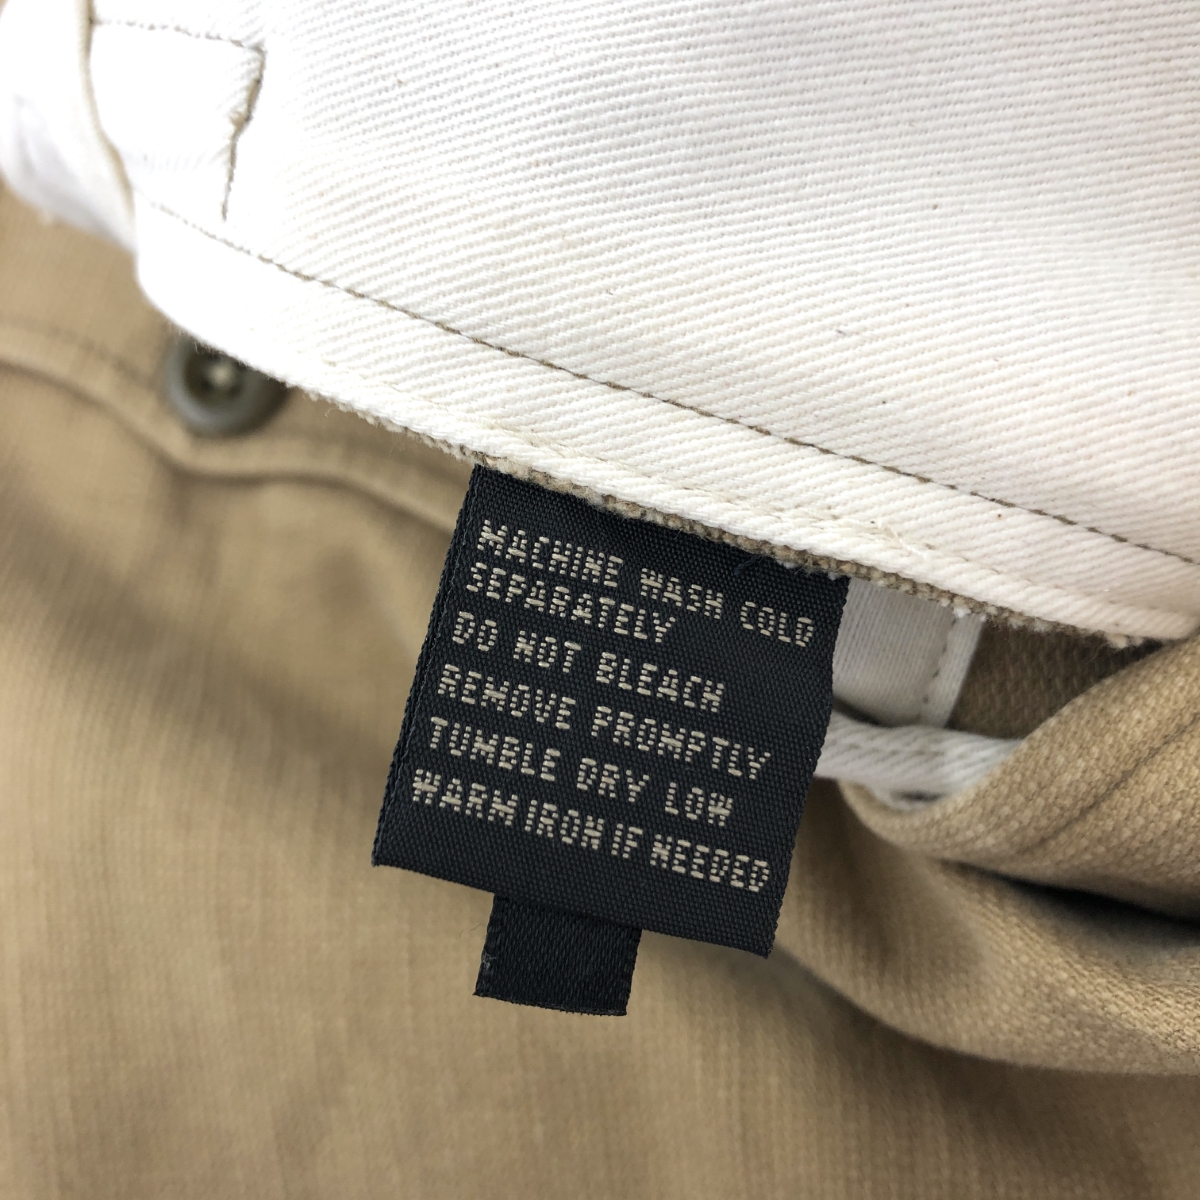 MACHINE WASH COLD
SEPARATELY
DO NOT BLEACH
REMOVE PROMPTLY
TUMBLE DRY LOW
WARM IRON IF NEEDED